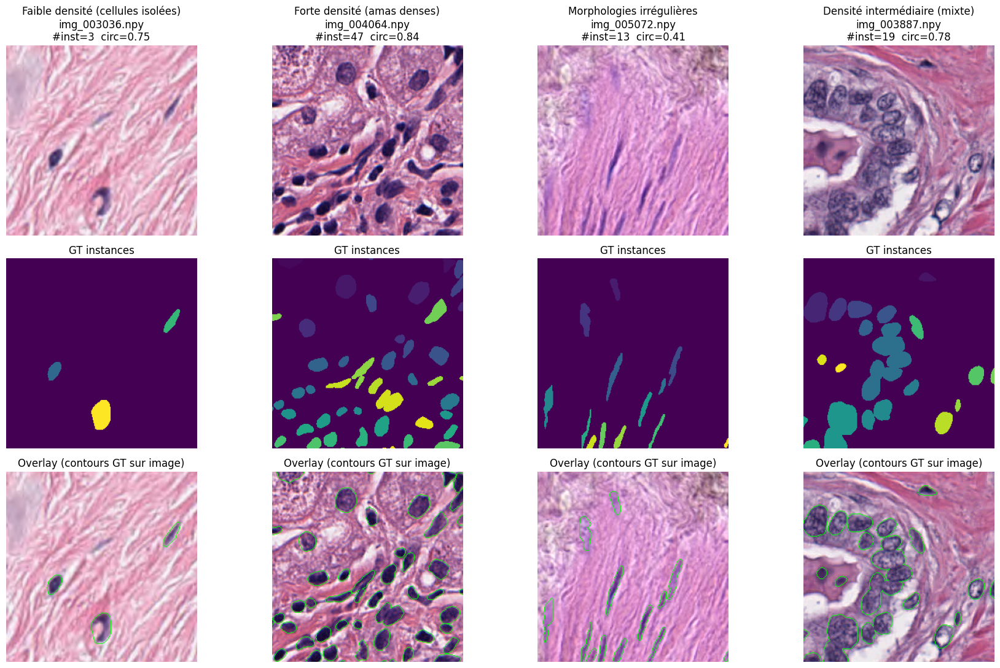 Faible densité (cellules isolées)
img_003036.npy
#inst=3  circ=0.75
Forte densité (amas denses)
img_004064.npy
#inst=47  circ=0.84
Morphologies irrégulières
img_005072.npy
#inst=13  circ=0.41
Densité intermédiaire (mixte)
img_003887.npy
#inst=19  circ=0.78
GT instances
GT instances
GT instances
GT instances
Overlay (contours GT sur image)
Overlay (contours GT sur image)
Overlay (contours GT sur image)
Overlay (contours GT sur image)